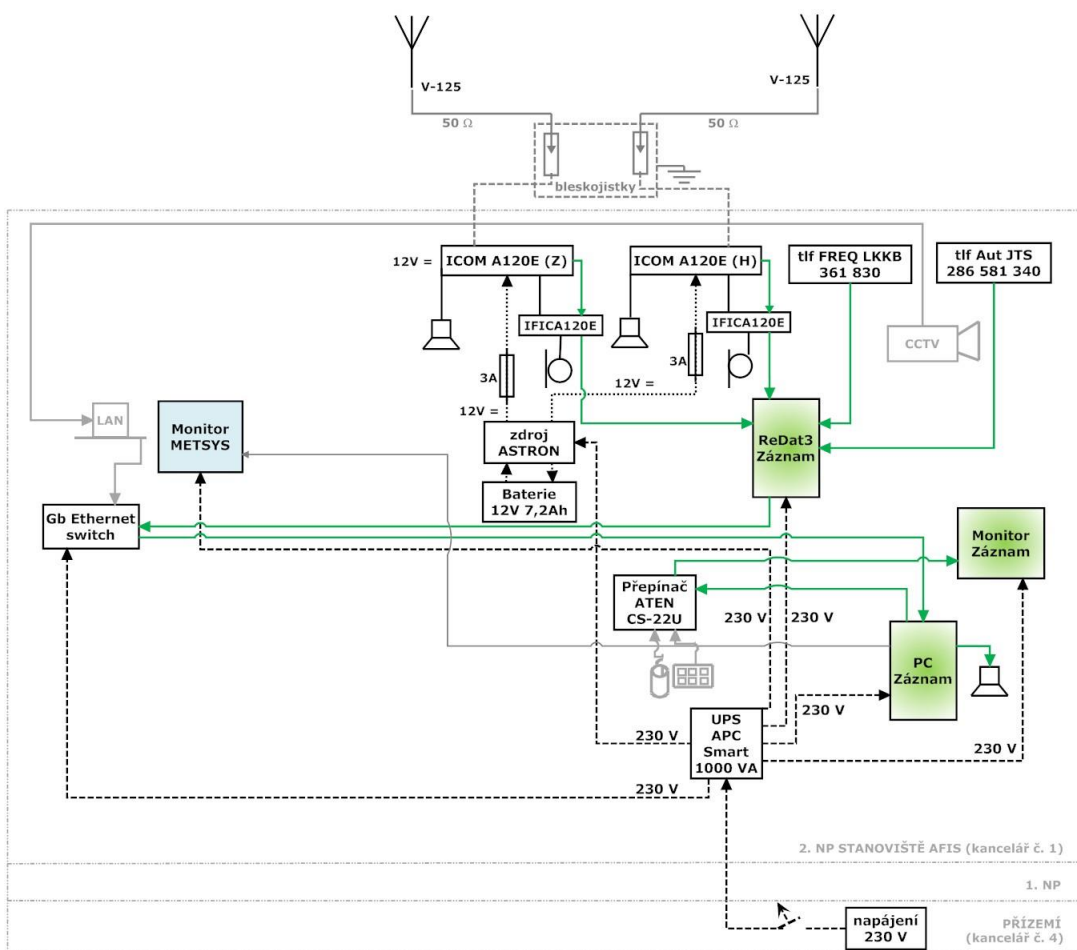 V-125
V-125
50 Ω
50 Ω
bleskojistky
12V =
ICOM A120E (Z)
ICOM A120E (H)
tlf FREQ LKKB
361 830
tlf Aut JTS
286 581 340
IFICA120E
IFICA120E
CCTV
3A
3A
12V =
12V =
LAN
Monitor
METSYS
zdroj
ASTRON
ReDat3
Záznam
Baterie
12V 7,2Ah
Gb Ethernet
switch
Monitor
Záznam
Přepínač
ATEN
CS-22U
230 V
230 V
PC
Záznam
UPS
APC
Smart
1000 VA
230 V
230 V
230 V
230 V
2. NP STANOVIŠTĚ AFIS (kancelář č. 1)
1. NP
napájení
230 V
PŘÍZEMÍ
(kancelář č. 4)